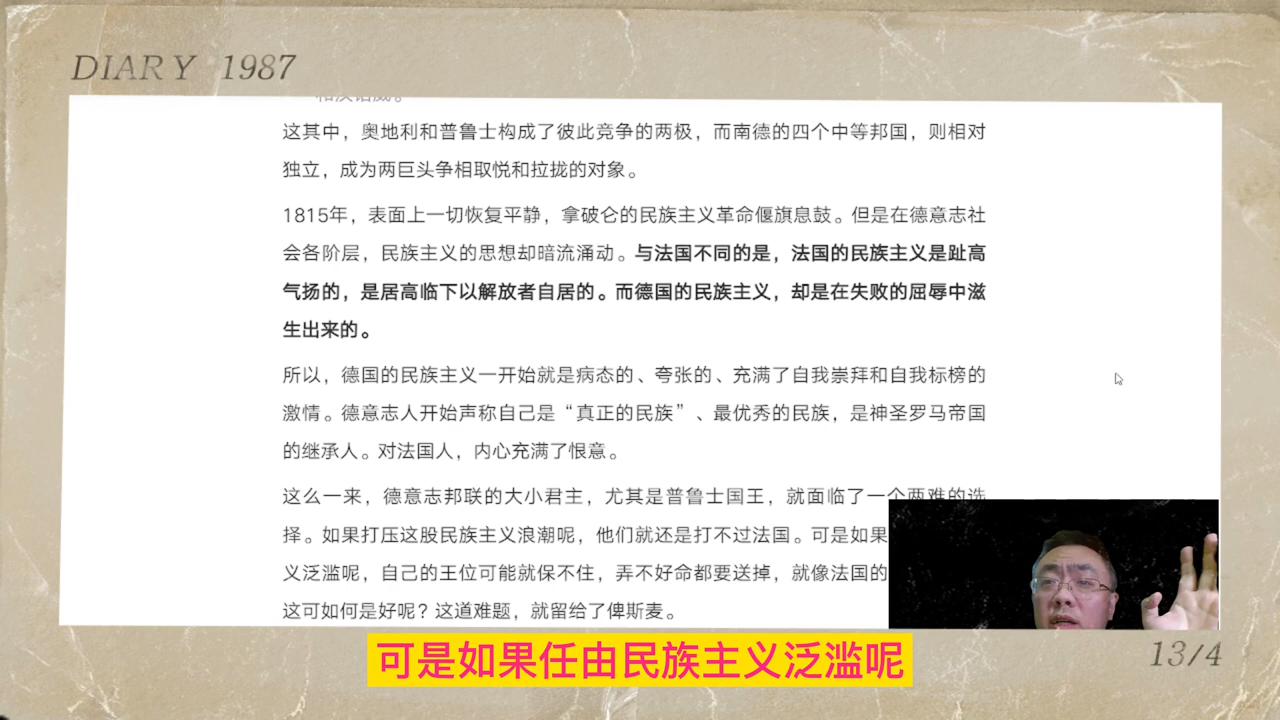 DIARY 1987
这其中，奥地利和普鲁士构成了彼此竞争的两极，而南德的四个中等邦国，则相对
独立，成为两巨头争相取悦和拉拢的对象。
1815年，表面上一切恢复平静，拿破仑的民族主义革命偃旗息鼓。但是在德意志社
会各阶层，民族主义的思想却暗流涌动。与法国不同的是，法国的民族主义是趾高
气扬的，是居高临下以解放者自居的。而德国的民族主义，却是在失败的屈辱中滋
生出来的。
所以，德国的民族主义一开始就是病态的、夸张的、充满了自我崇拜和自我标榜的
激情。德意志人开始声称自己是“真正的民族”、最优秀的民族，是神圣罗马帝国
的继承人。对法国人，内心充满了恨意。
这么一来，德意志邦联的大小君主，尤其是普鲁士国王，就面临了一个两难的选
择。如果打压这股民族主义浪潮呢，他们就还是打不过法国。可是如果
义泛滥呢，自己的王位可能就保不住，弄不好命都要送掉，就像法国的
这可如何是好呢？这道难题，就留给了俾斯麦。
可是如果任由民族主义泛滥呢
13/4